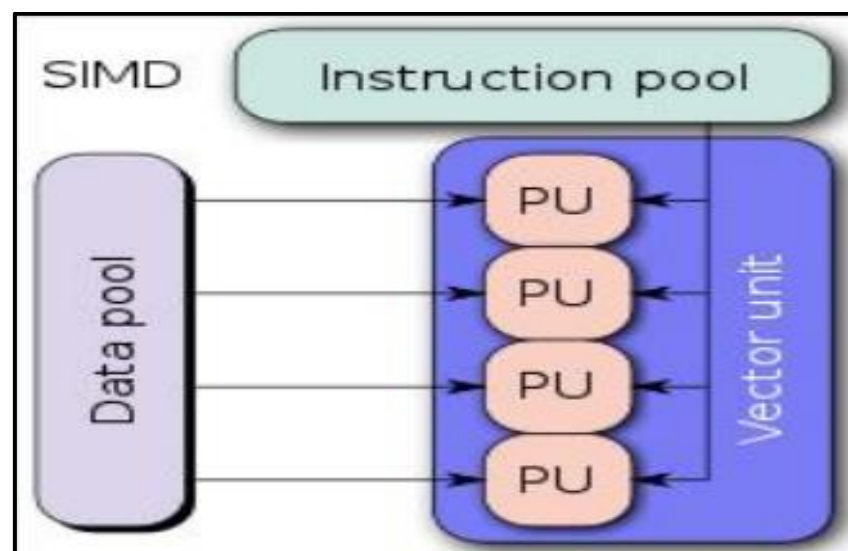 SIMD
Instruction pool
Data pool
PU
PU
PU
PU
Vector unit